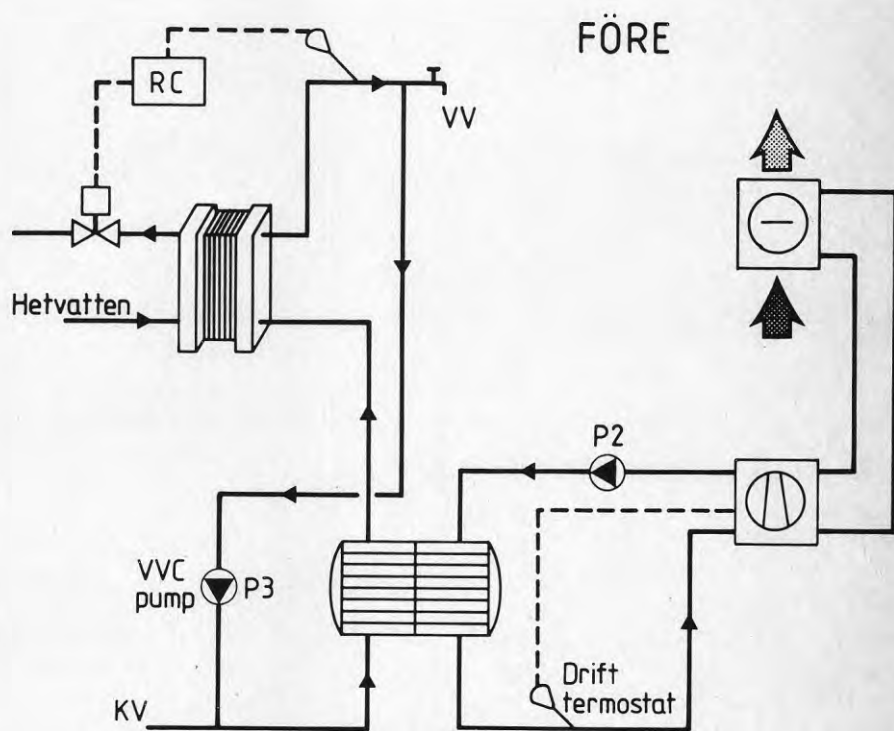 FÖRE
RC
VV
Hetvatten
P2
VVC
pump
P3
Drift
termostat
KV